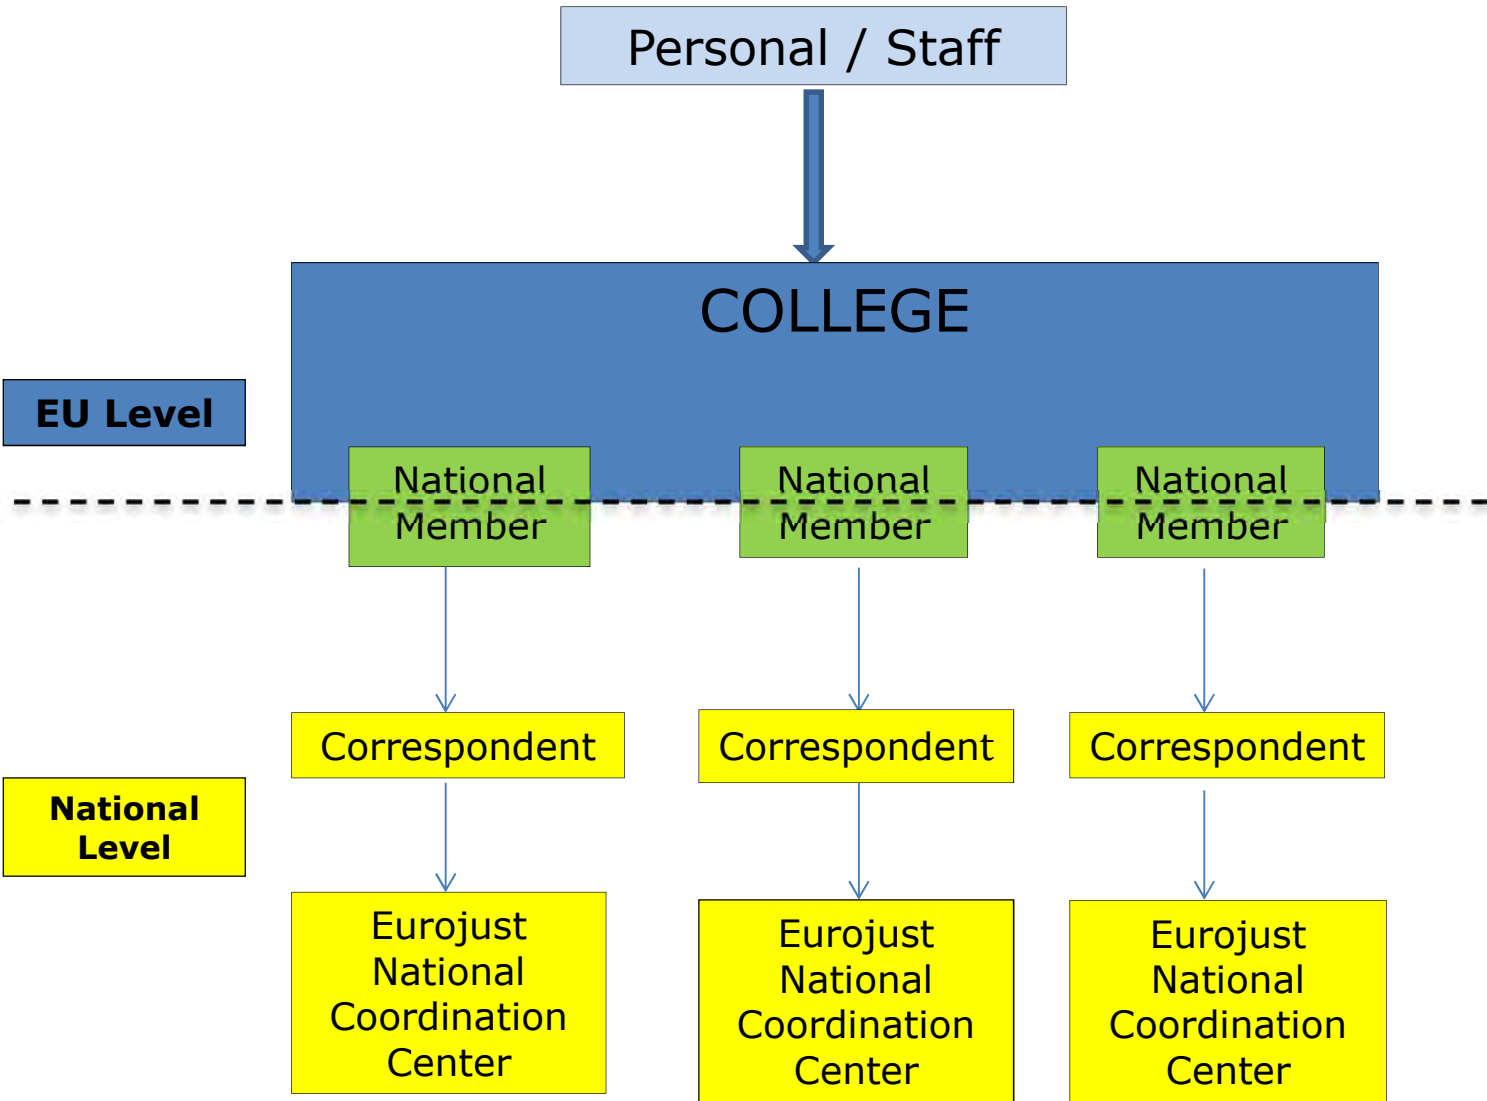 Personal / Staff
COLLEGE
EU Level
National
Member
National
Member
National
Member
Correspondent
Correspondent
Correspondent
National
Level
Eurojust
National
Coordination
Center
Eurojust
National
Coordination
Center
Eurojust
National
Coordination
Center